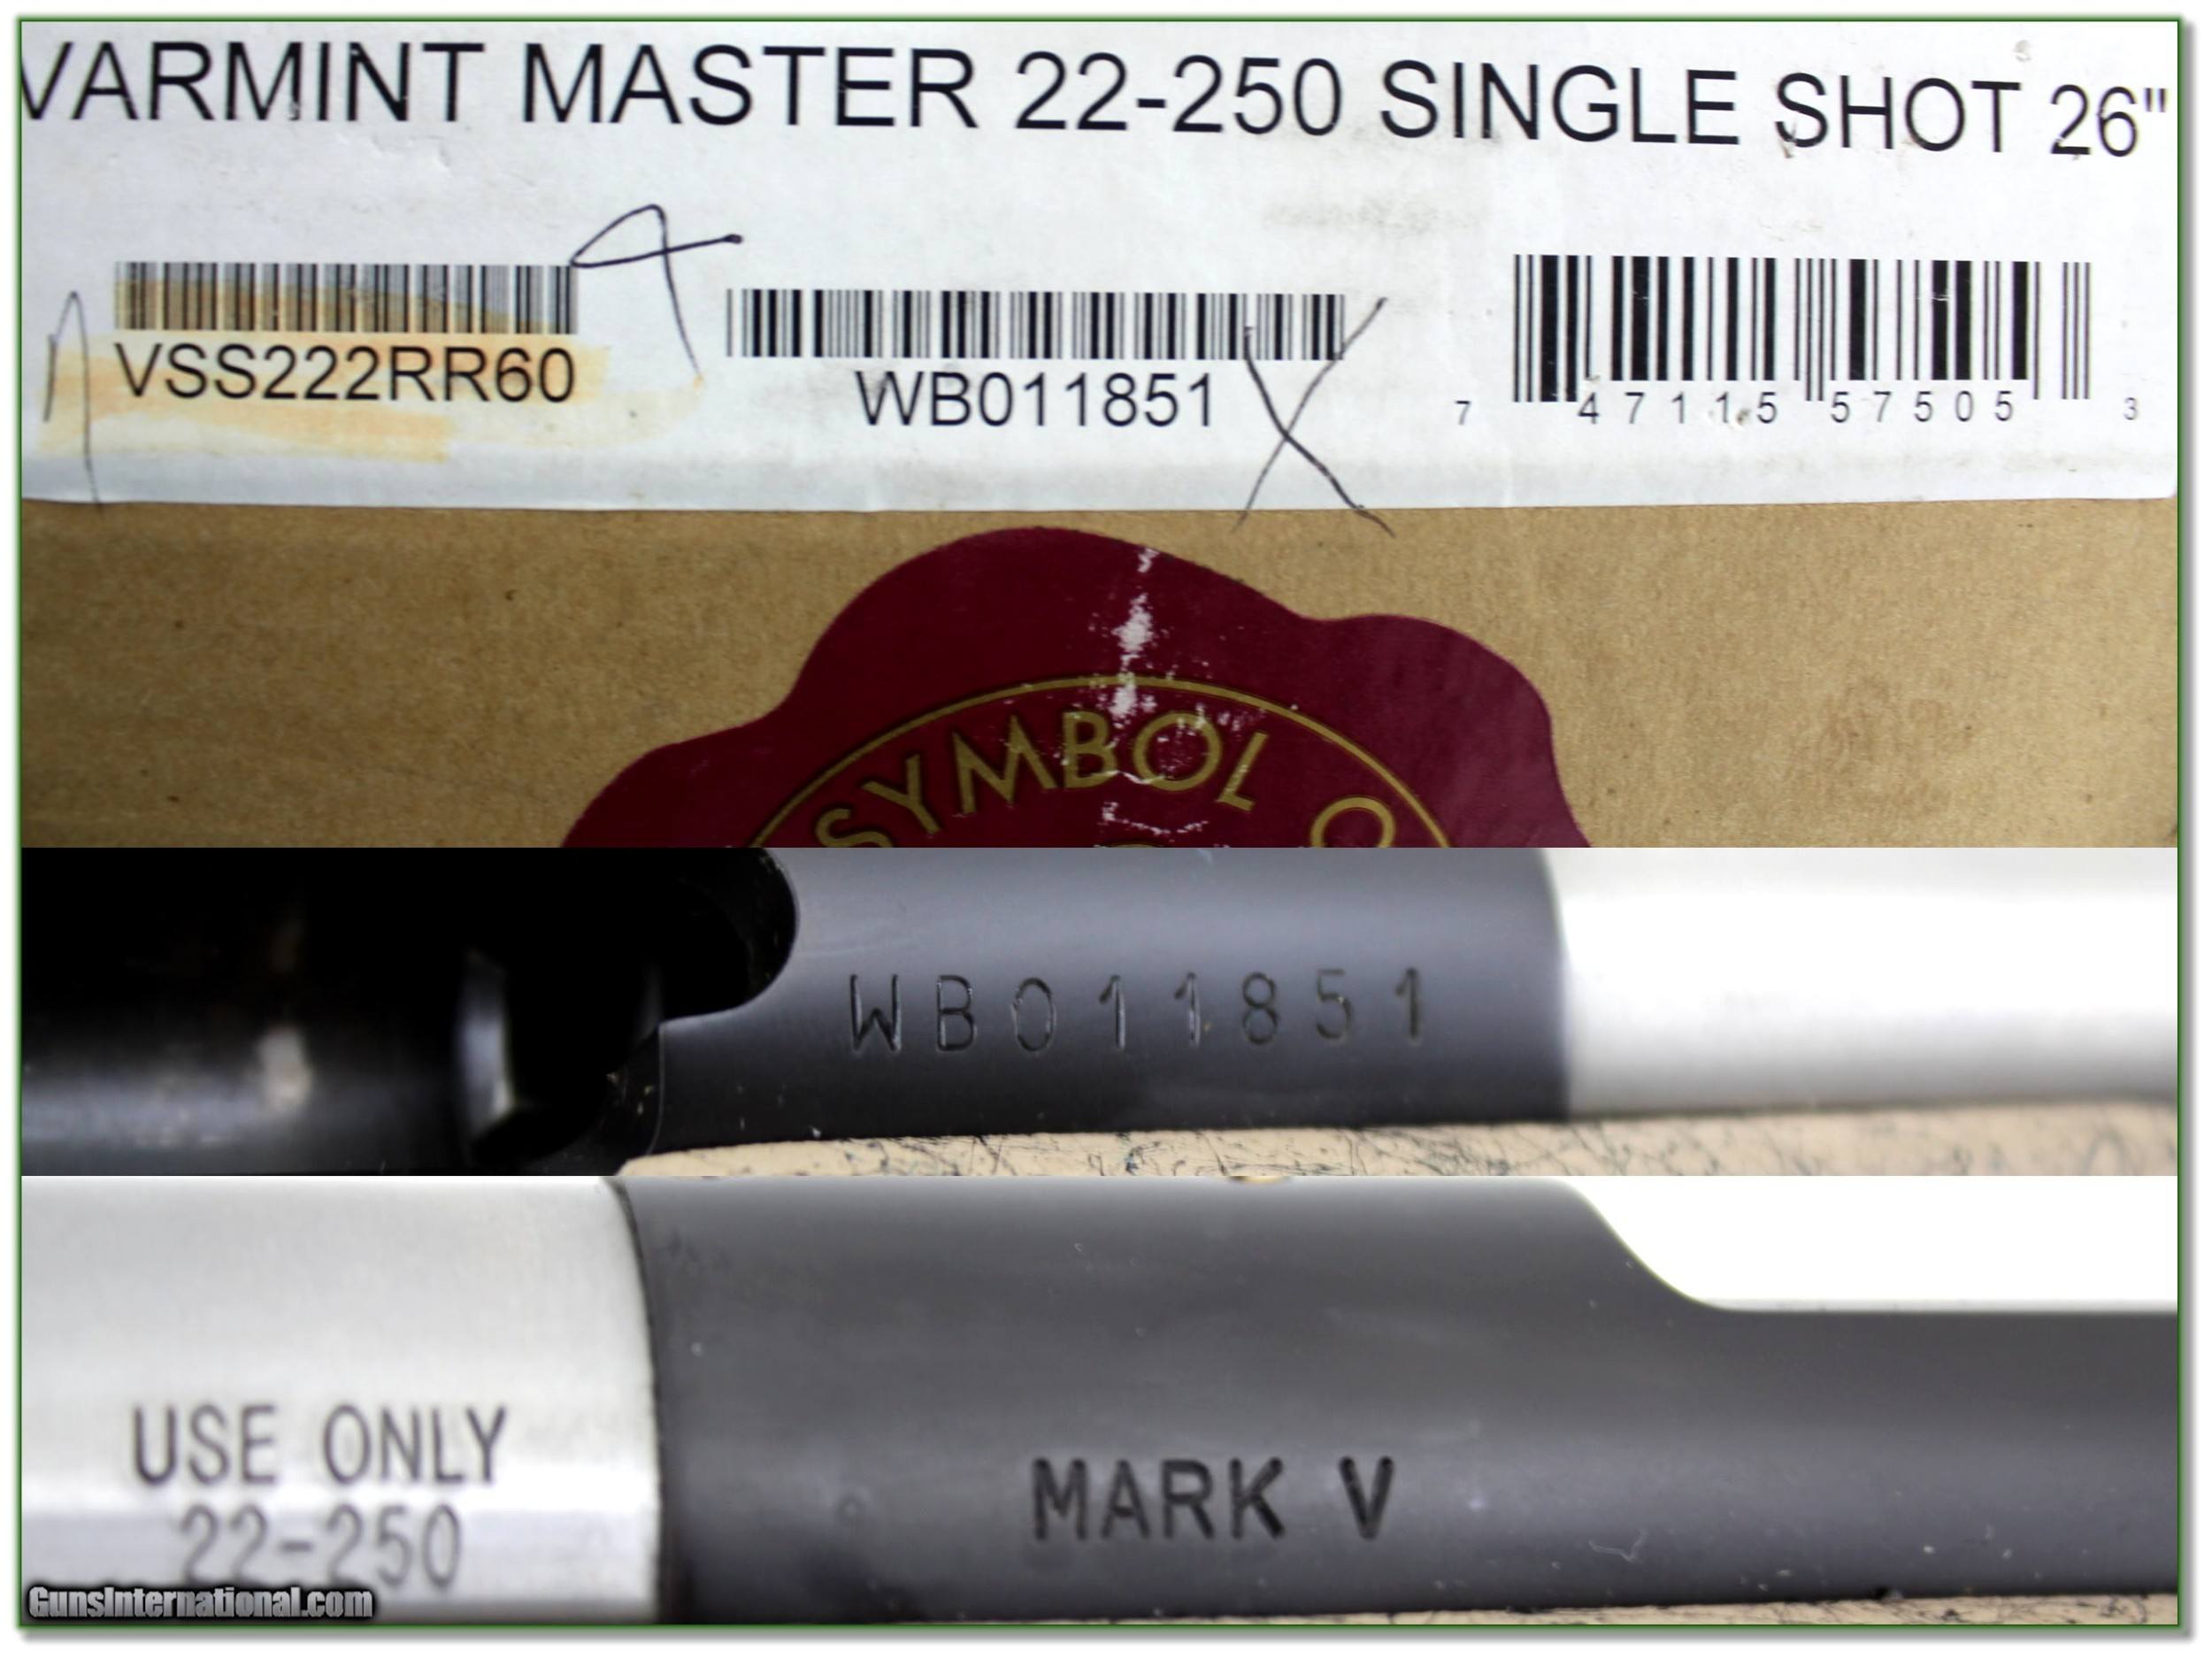 VARMINT MASTER 22-250 SINGLE SHOT 26"
VSS222RR60
WB011851
7 47115 57505 3
SYMBOL O
WB011851
USE ONLY
22-250
MARK V
GunsInternational.com